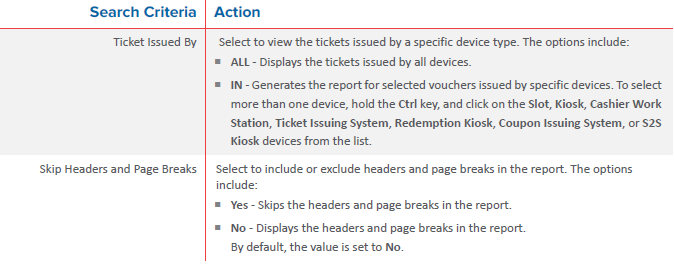 Search Criteria Action
Ticket Issued By Select to view the tickets issued by a specific device type. The options include:
▪ ALL - Displays the tickets issued by all devices.
▪ IN - Generates the report for selected vouchers issued by specific devices. To select
more than one device, hold the Ctrl key, and click on the Slot, Kiosk, Cashier Work
Station, Ticket Issuing System, Redemption Kiosk, Coupon Issuing System, or S2S
Kiosk devices from the list.
Skip Headers and Page Breaks Select to include or exclude headers and page breaks in the report. The options
include:
▪ Yes - Skips the headers and page breaks in the report.
▪ No - Displays the headers and page breaks in the report.
By default, the value is set to No.